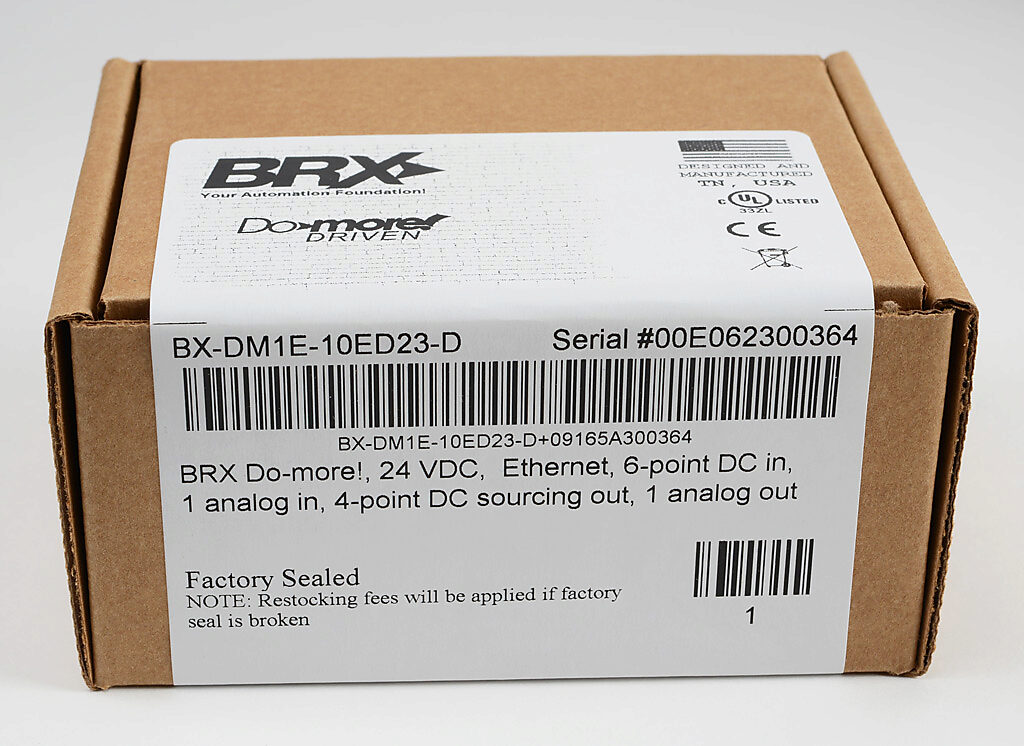 BRX
Your Automation Foundation!
Do-more!
DRIVEN
DESIGNED AND
MANUFACTURED
TN, USA
C UL LISTED
33ZL
CE
BX-DM1E-10ED23-D Serial #00E062300364
BX-DM1E-10ED23-D+09165A300364
BRX Do-more!, 24 VDC, Ethernet, 6-point DC in,
1 analog in, 4-point DC sourcing out, 1 analog out
Factory Sealed
NOTE: Restocking fees will be applied if factory
seal is broken
1